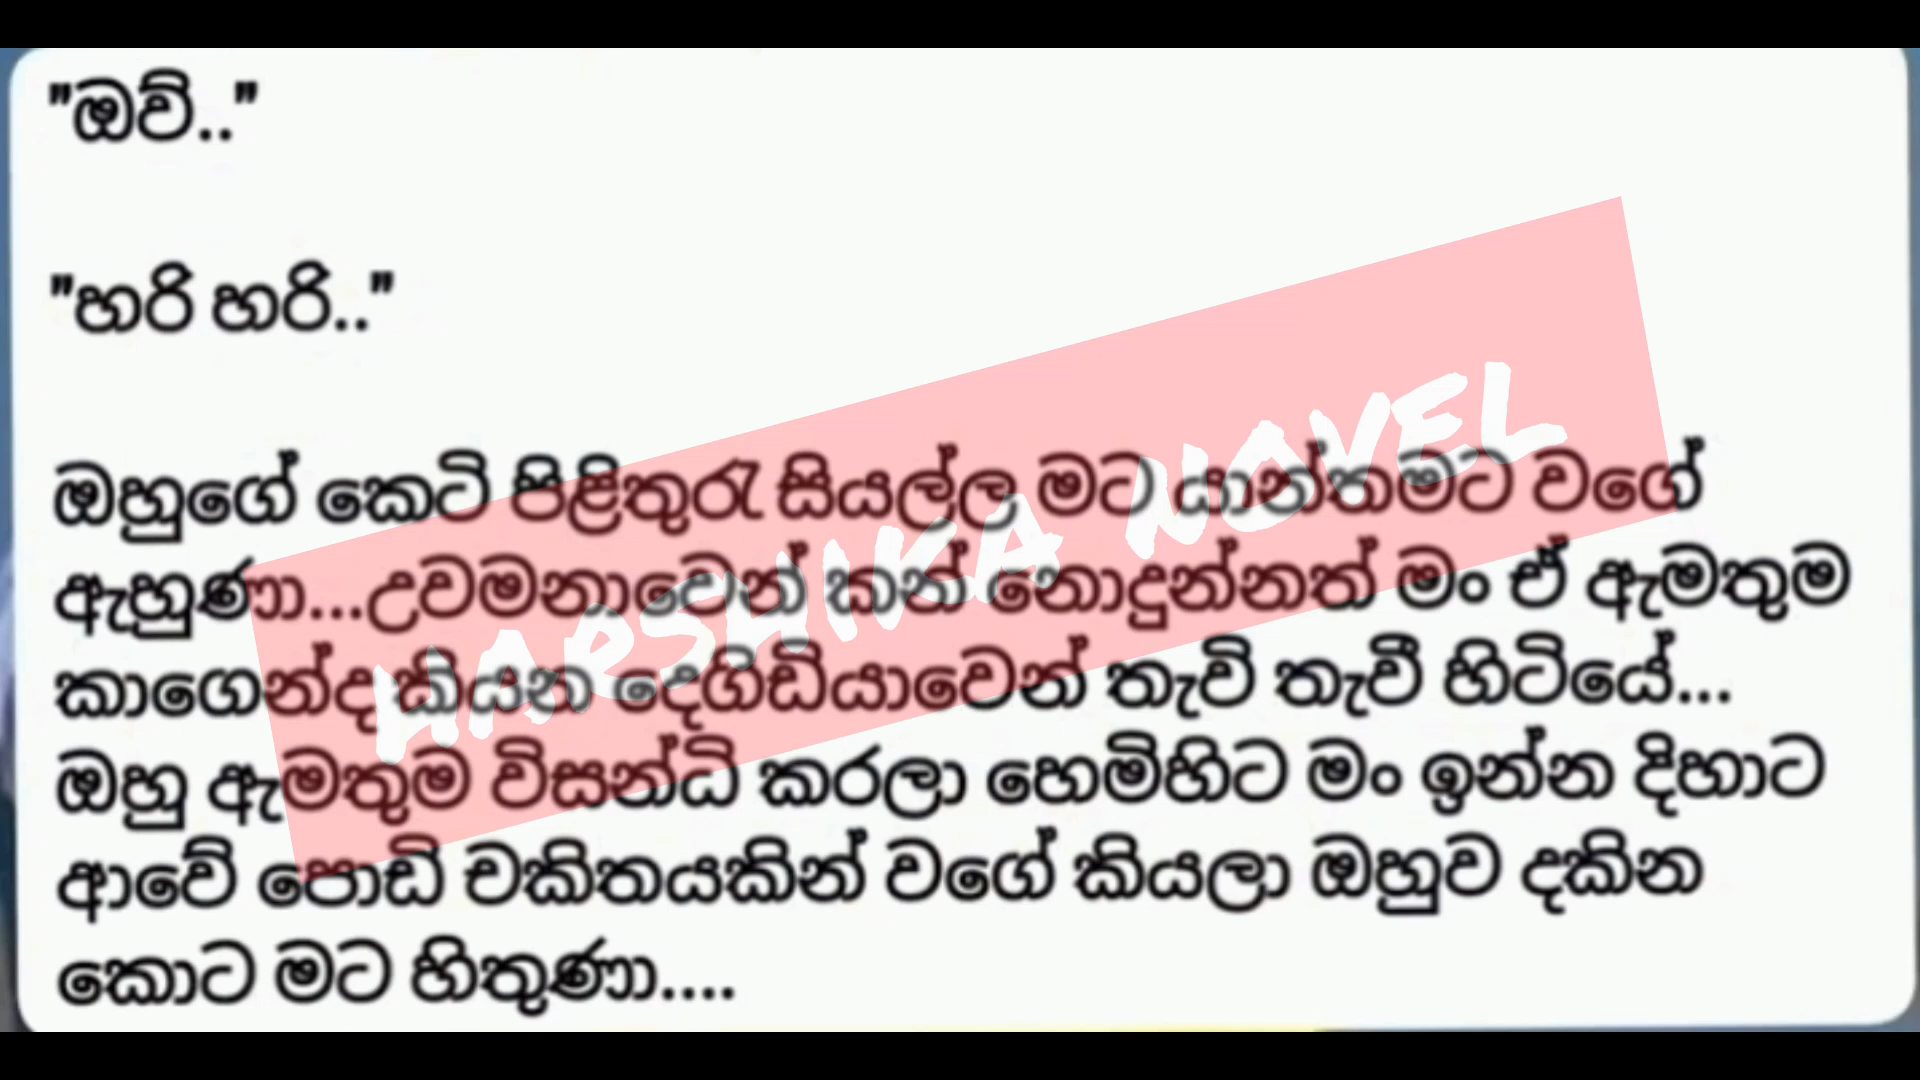 "ඔව්.."
"හරි හරි.."
ඔහුගේ කෙටි පිළිතුරැ සියල්ල මට යාන්තමට වගේ
ඇහුණා...උවමනාවෙන් කන් නොදුන්නත් මං ඒ ඇමතුම
කාගෙන්ද කියන දෙගිඩියාවෙන් තැවි තැවී හිටියේ...
ඔහු ඇමතුම විසන්ධි කරලා හෙමිහිට මං ඉන්න දිහාට
ආවේ පොඩි චකිතයකින් වගේ කියලා ඔහුව දකින
කොට මට හිතුණා....
HARSHIKA NOVEL